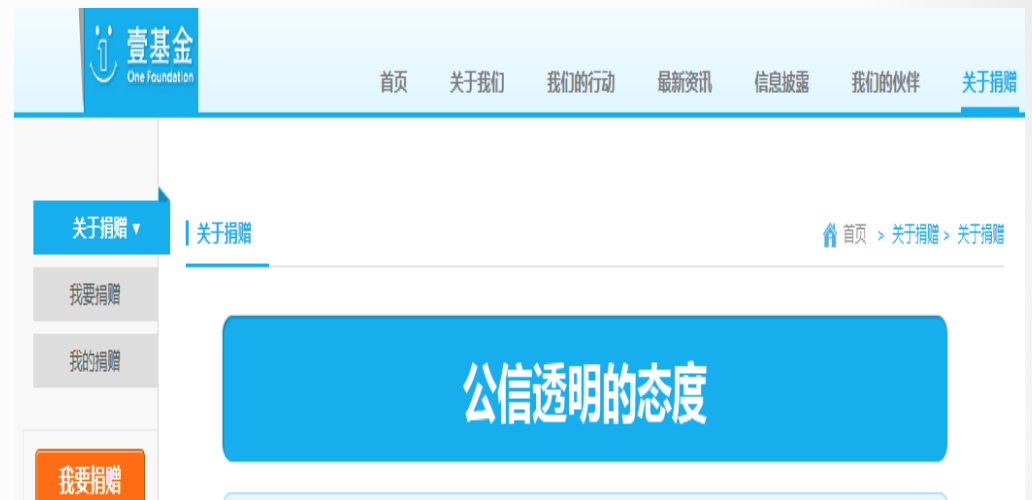 壹基金
One Foundation
首页 关于我们 我们的行动 最新资讯 信息披露 我们的伙伴 关于捐赠
关于捐赠 ▾
我要捐赠
我的捐赠
我要捐赠
关于捐赠
首页 > 关于捐赠 > 关于捐赠
公信透明的态度